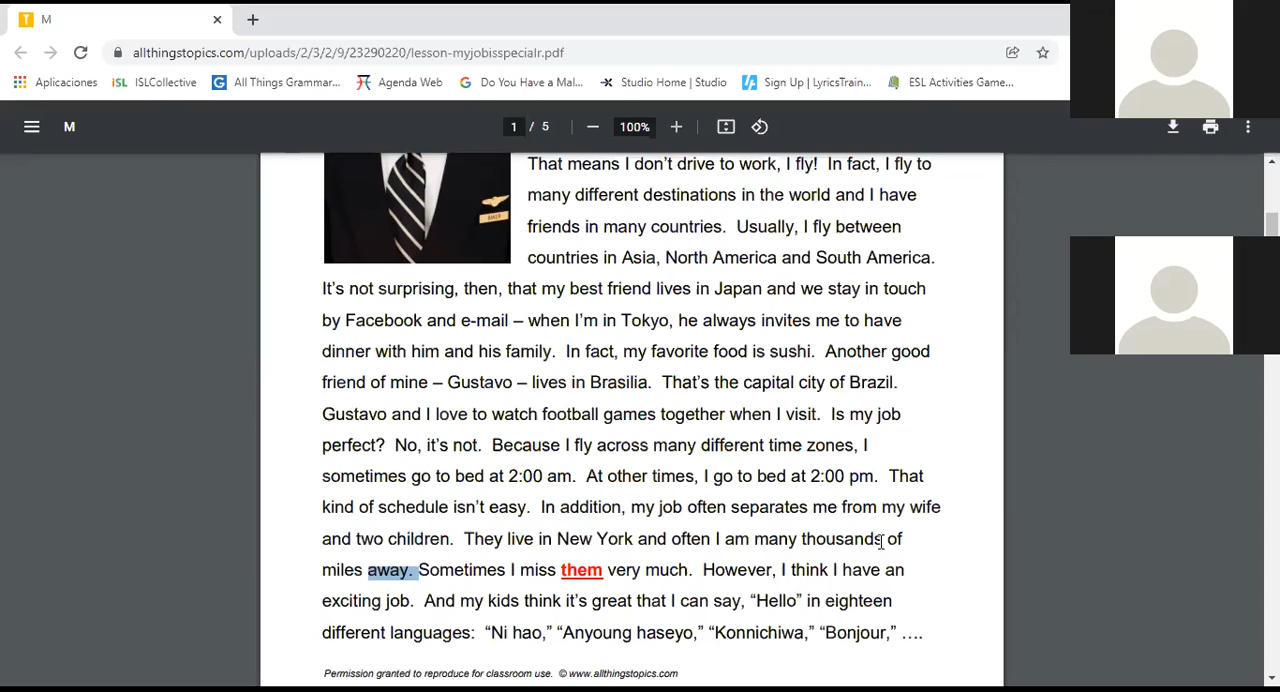 M
allthingstopics.com/uploads/2/3/2/9/23290220/lesson-myjobisspecialr.pdf
Aplicaciones iSL ISLCollective G All Things Grammar... Agenda Web G Do You Have a Mal... Studio Home | Studio Sign Up | LyricsTrain... ESL Activities Game...
M 1 / 5 100%
That means I don't drive to work, I fly! In fact, I fly to
many different destinations in the world and I have
friends in many countries. Usually, I fly between
countries in Asia, North America and South America.
It's not surprising, then, that my best friend lives in Japan and we stay in touch
by Facebook and e-mail – when I'm in Tokyo, he always invites me to have
dinner with him and his family. In fact, my favorite food is sushi. Another good
friend of mine – Gustavo – lives in Brasilia. That's the capital city of Brazil.
Gustavo and I love to watch football games together when I visit. Is my job
perfect? No, it's not. Because I fly across many different time zones, I
sometimes go to bed at 2:00 am. At other times, I go to bed at 2:00 pm. That
kind of schedule isn't easy. In addition, my job often separates me from my wife
and two children. They live in New York and often I am many thousands of
miles away. Sometimes I miss them very much. However, I think I have an
exciting job. And my kids think it's great that I can say, “Hello” in eighteen
different languages: “Ni hao,” “Anyoung haseyo,” “Konnichiwa,” “Bonjour,” ….
Permission granted to reproduce for classroom use. © www.allthingstopics.com